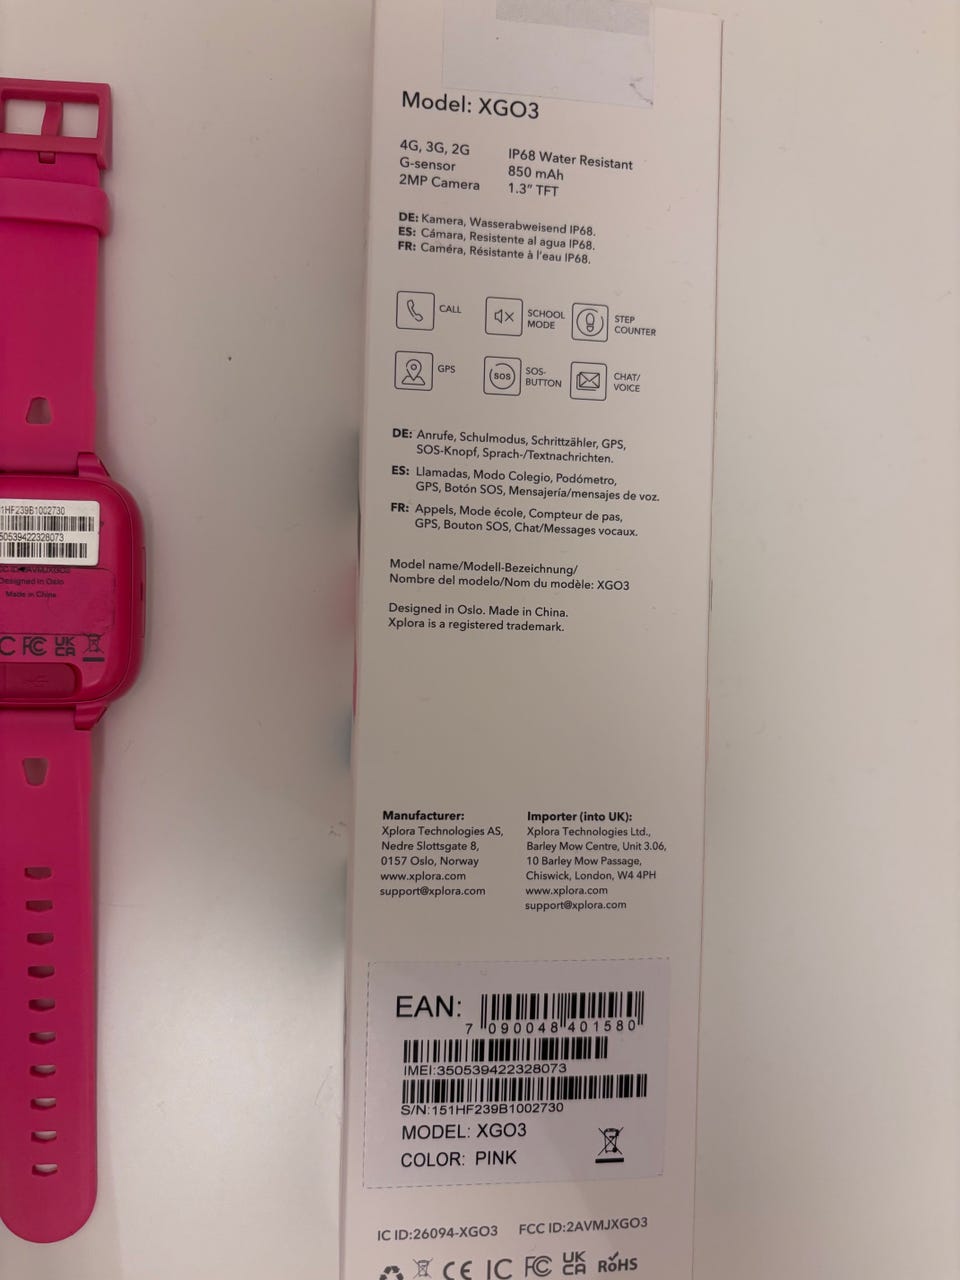 Model: XGO3
4G, 3G, 2G
G-sensor
2MP Camera
IP68 Water Resistant
850 mAh
1.3" TFT
DE: Kamera, Wasserabweisend IP68.
ES: Cámara, Resistente al agua IP68.
FR: Caméra, Résistante à l'eau IP68.
CALL
SCHOOL
MODE
STEP
COUNTER
GPS
SOS
SOS-
BUTTON
CHAT/
VOICE
DE: Anrufe, Schulmodus, Schrittzähler, GPS,
SOS-Knopf, Sprach-/Textnachrichten.
ES: Llamadas, Modo Colegio, Podómetro,
GPS, Botón SOS, Mensajería/mensajes de voz.
FR: Appels, Mode école, Compteur de pas,
GPS, Bouton SOS, Chat/Messages vocaux.
Model name/Modell-Bezeichnung/
Nombre del modelo/Nom du modèle: XGO3
Designed in Oslo. Made in China.
Xplora is a registered trademark.
Manufacturer:
Xplora Technologies AS,
Nedre Slottsgate 8,
0157 Oslo, Norway
www.xplora.com
support@xplora.com
Importer (into UK):
Xplora Technologies Ltd.,
Barley Mow Centre, Unit 3.06,
10 Barley Mow Passage,
Chiswick, London, W4 4PH
www.xplora.com
support@xplora.com
EAN:
7 090048 401580
IMEI:350539422328073
S/N:151HF239B1002730
MODEL: XGO3
COLOR: PINK
IC ID:26094-XGO3 FCC ID:2AVMJXGO3
CE IC FC UK CA RoHS
51HF239B1002730
50539422328073
Designed in Oslo
Made in China
C FC UK CA